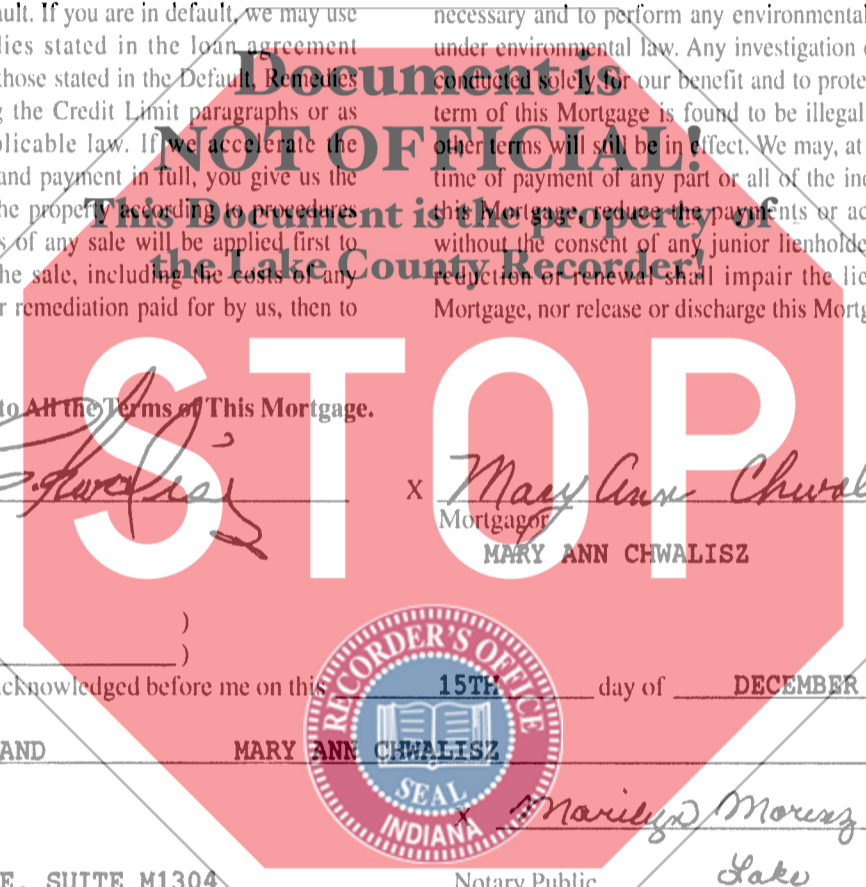 ault. If you are in default, we may use
dies stated in the loan agreement
those stated in the Default, Remedies
g the Credit Limit paragraphs or as
plicable law. If we accelerate the
and payment in full, you give us the
he property according to procedures
s of any sale will be applied first to
he sale, including the costs of any
r remediation paid for by us, then to
necessary and to perform any environmental
under environmental law. Any investigation
conducted solely for our benefit and to prote
term of this Mortgage is found to be illegal
other terms will still be in effect. We may, at
time of payment of any part or all of the in
this Mortgage, reduce the payments or ac
without the consent of any junior lienholde
reduction or renewal shall impair the lie
Mortgage, nor release or discharge this Mortg
Document is
NOT OFFICIAL!
This Document is the property of
the Lake County Recorder!
STOP
to All the Terms of This Mortgage.
X Mary Ann Chwal
Mortgagor
MARY ANN CHWALISZ
)
)
cknowledged before me on this 15TH day of DECEMBER
AND MARY ANN CHWALISZ
RECORDER'S OFFICE
SEAL
INDIANA
x Marilyn
E, SUITE M1304
Notary Public
Lake